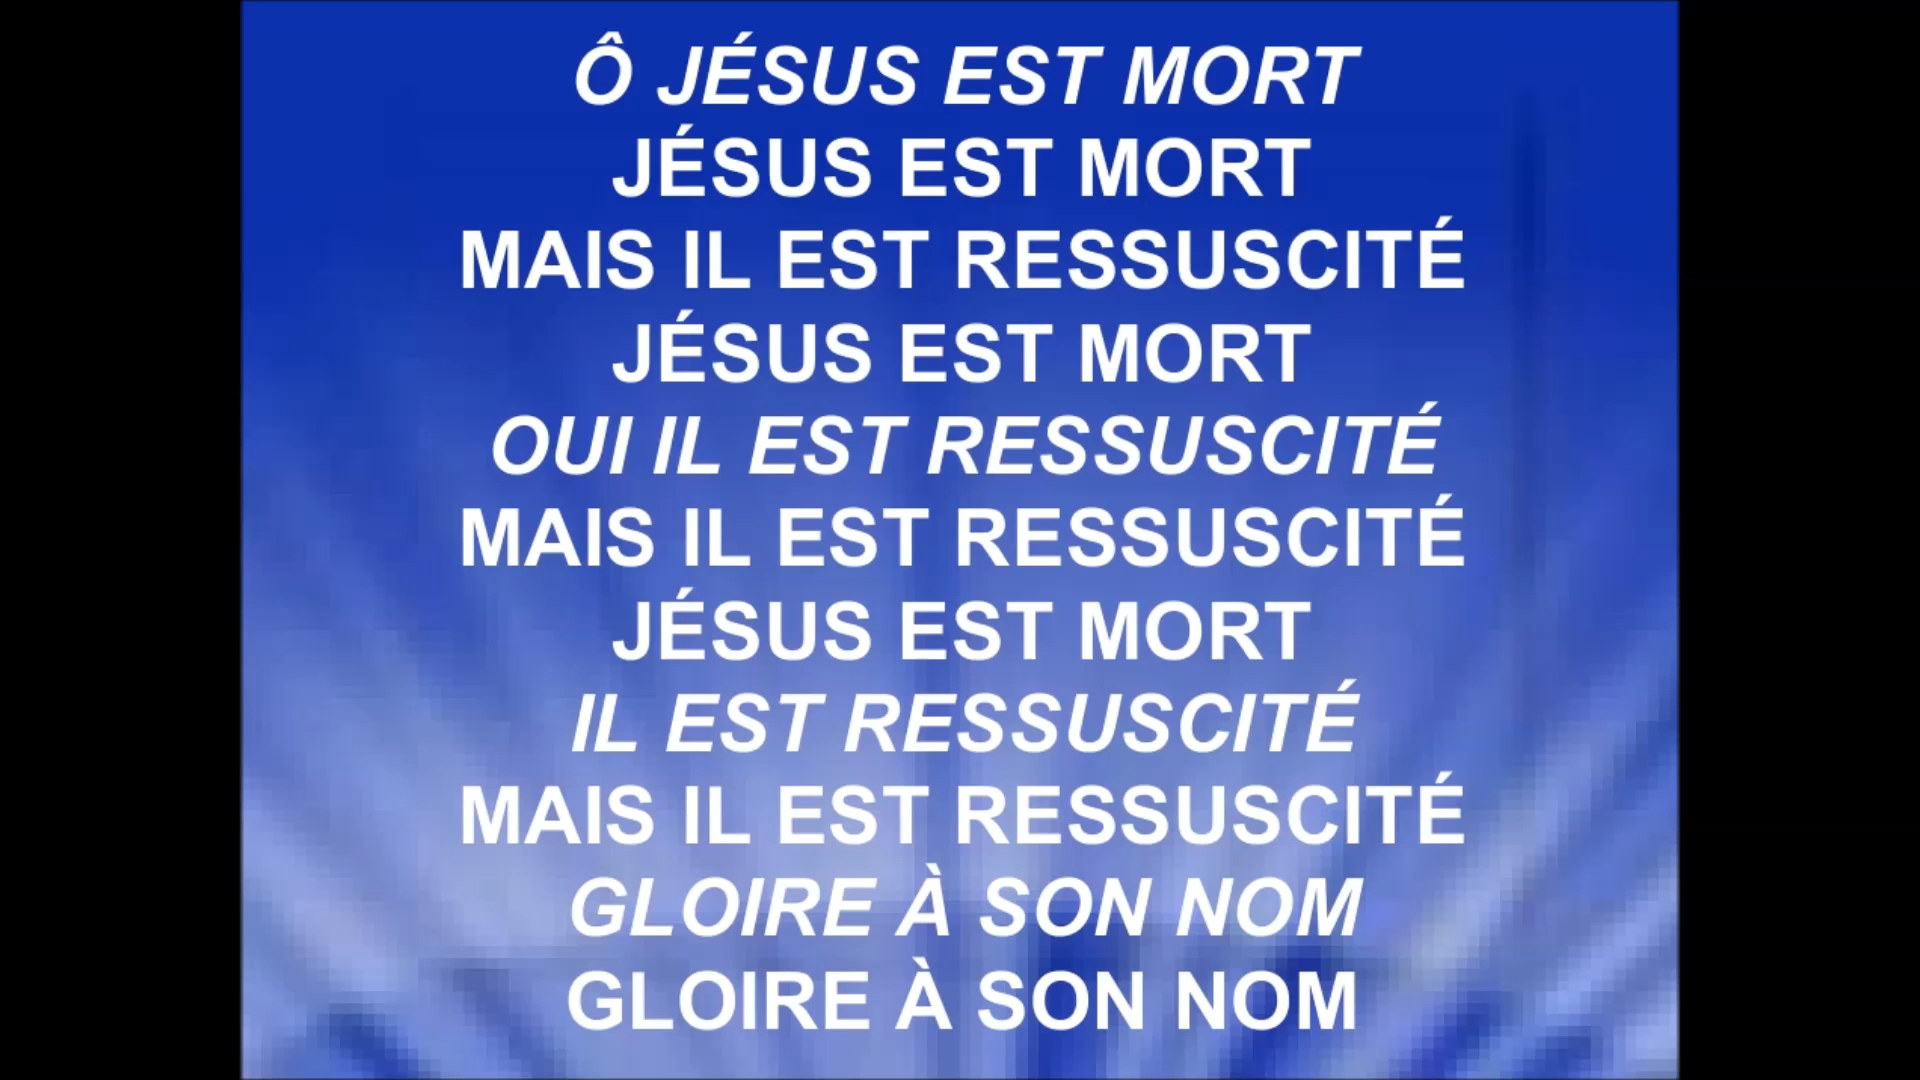 Ô JÉSUS EST MORT
JÉSUS EST MORT
MAIS IL EST RESSUSCITÉ
JÉSUS EST MORT
OUI IL EST RESSUSCITÉ
MAIS IL EST RESSUSCITÉ
JÉSUS EST MORT
IL EST RESSUSCITÉ
MAIS IL EST RESSUSCITÉ
GLOIRE À SON NOM
GLOIRE À SON NOM